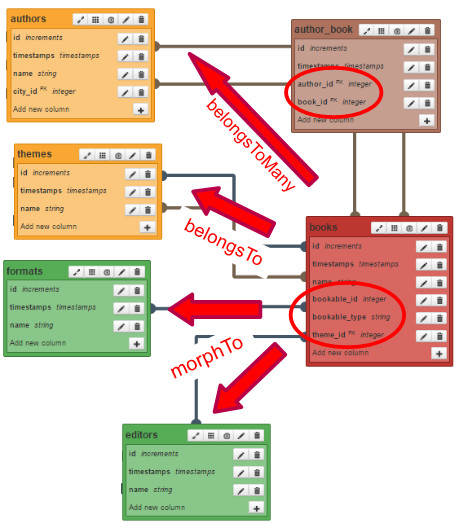 authors
id increments
timestamps timestamps
name string
city_id FK integer
Add new column
author_book
id increments
timestamps timestamps
author_id FK integer
book_id FK integer
Add new column
belongsToMany
themes
id increments
timestamps timestamps
name string
Add new column
belongsTo
books
id increments
timestamps timestamps
name string
bookable_id integer
bookable_type string
theme_id FK integer
Add new column
formats
id increments
timestamps timestamps
name string
Add new column
morphTo
editors
id increments
timestamps timestamps
name string
Add new column